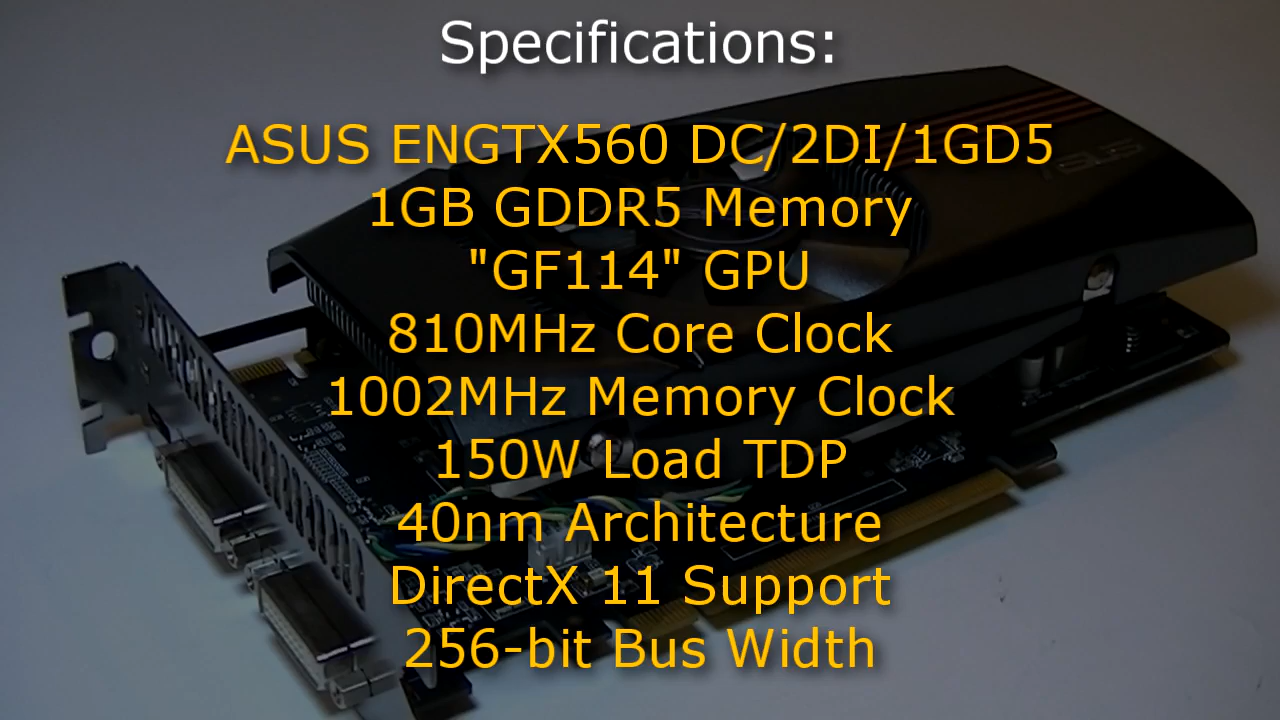 Specifications:
ASUS ENGTX560 DC/2DI/1GD5
1GB GDDR5 Memory
"GF114" GPU
810MHz Core Clock
1002MHz Memory Clock
150W Load TDP
40nm Architecture
DirectX 11 Support
256-bit Bus Width
ASUS